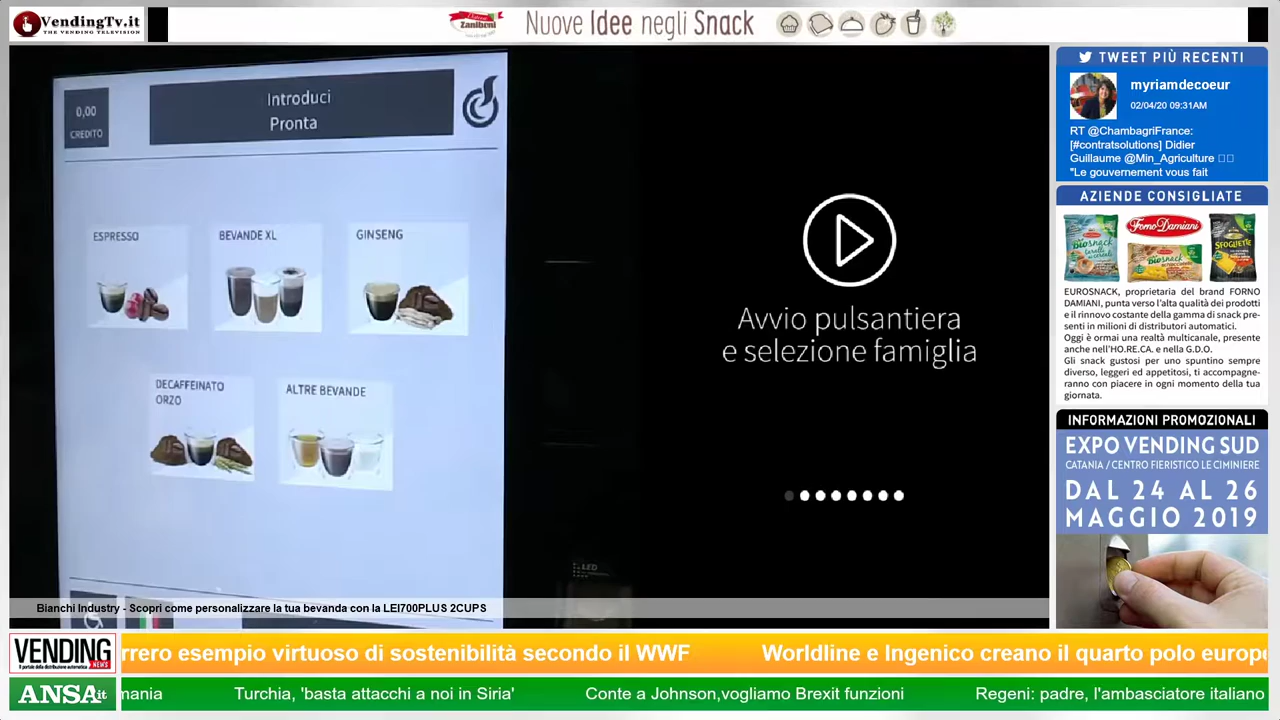 VendingTv.it
THE VENDING TELEVISION
Zaniboni
Nuove Idee negli Snack
0,00
CREDITO
Introduci
Pronta
ESPRESSO
BEVANDE XL
GINSENG
DECAFFEINATO
ORZO
ALTRE BEVANDE
LED
Avvio pulsantiera
e selezione famiglia
Bianchi Industry - Scopri come personalizzare la tua bevanda con la LEI700PLUS 2CUPS
TWEET PIÙ RECENTI
myriamdecoeur
02/04/20 09:31AM
RT @ChambagriFrance:
[#contratsolutions] Didier
Guillaume @Min_Agriculture
"Le gouvernement vous fait
AZIENDE CONSIGLIATE
Forno Damiani
Biosnack
Biosnack
SFOGLIETTE
EUROSNACK, proprietaria del brand FORNO
DAMIANI, punta verso l'alta qualità dei prodotti
e il rinnovo costante della gamma di snack pre-
senti in milioni di distributori automatici.
Oggi è ormai una realtà multicanale, presente
anche nell'HO.RE.CA. e nella G.D.O.
Gli snack gustosi per uno spuntino sempre
diverso, leggeri ed appetitosi, ti accompagne-
ranno con piacere in ogni momento della tua
giornata.
INFORMAZIONI PROMOZIONALI
EXPO VENDING SUD
CATANIA / CENTRO FIERISTICO LE CIMINIERE
DAL 24 AL 26
MAGGIO 2019
VENDING NEWS
Il portale della distribuzione automatica
rrero esempio virtuoso di sostenibilità secondo il WWF Worldline e Ingenico creano il quarto polo europe
ANSA.it
mania Turchia, 'basta attacchi a noi in Siria' Conte a Johnson,vogliamo Brexit funzioni Regeni: padre, l'ambasciatore italiano